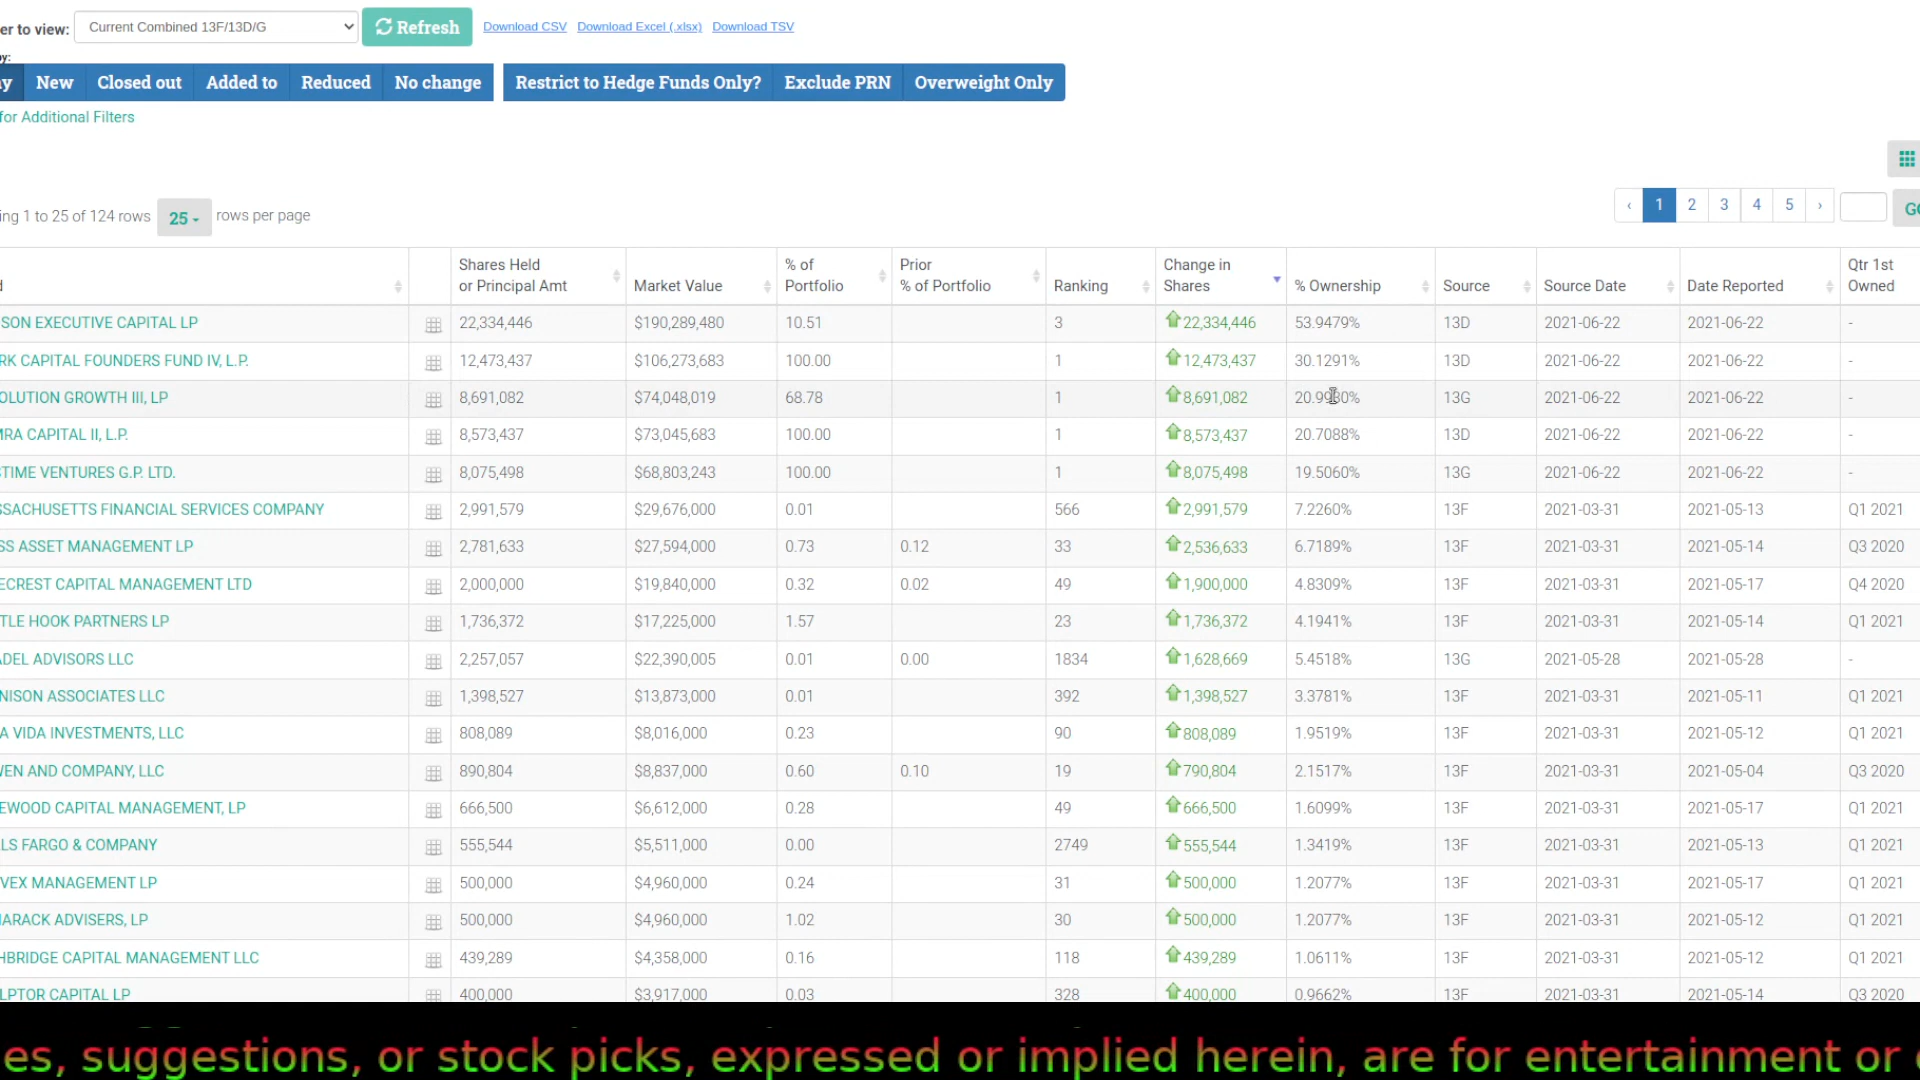 er to view: Current Combined 13F/13D/G Refresh Download CSV Download Excel (.xlsx) Download TSV
y:
y New Closed out Added to Reduced No change Restrict to Hedge Funds Only? Exclude PRN Overweight Only
for Additional Filters
ing 1 to 25 of 124 rows 25 rows per page ‹ 1 2 3 4 5 › G
d Shares Held or Principal Amt Market Value % of Portfolio Prior % of Portfolio Ranking Change in Shares % Ownership Source Source Date Date Reported Qtr 1st Owned
SON EXECUTIVE CAPITAL LP 22,334,446 $190,289,480 10.51 3 22,334,446 53.9479% 13D 2021-06-22 2021-06-22 -
RK CAPITAL FOUNDERS FUND IV, L.P. 12,473,437 $106,273,683 100.00 1 12,473,437 30.1291% 13D 2021-06-22 2021-06-22 -
OLUTION GROWTH III, LP 8,691,082 $74,048,019 68.78 1 8,691,082 13G 2021-06-22 2021-06-22 -
RA CAPITAL II, L.P. 8,573,437 $73,045,683 100.00 1 8,573,437 20.7088% 13D 2021-06-22 2021-06-22 -
TIME VENTURES G.P. LTD. 8,075,498 $68,803,243 100.00 1 8,075,498 19.5060% 13G 2021-06-22 2021-06-22 -
SSACHUSETTS FINANCIAL SERVICES COMPANY 2,991,579 $29,676,000 0.01 566 2,991,579 7.2260% 13F 2021-03-31 2021-05-13 Q1 2021
SS ASSET MANAGEMENT LP 2,781,633 $27,594,000 0.73 0.12 33 2,536,633 6.7189% 13F 2021-03-31 2021-05-14 Q3 2020
ECREST CAPITAL MANAGEMENT LTD 2,000,000 $19,840,000 0.32 0.02 49 1,900,000 4.8309% 13F 2021-03-31 2021-05-17 Q4 2020
TLE HOOK PARTNERS LP 1,736,372 $17,225,000 1.57 23 1,736,372 4.1941% 13F 2021-03-31 2021-05-14 Q1 2021
ADEL ADVISORS LLC 2,257,057 $22,390,005 0.01 0.00 1834 1,628,669 5.4518% 13G 2021-05-28 2021-05-28 -
NISON ASSOCIATES LLC 1,398,527 $13,873,000 0.01 392 1,398,527 3.3781% 13F 2021-03-31 2021-05-11 Q1 2021
A VIDA INVESTMENTS, LLC 808,089 $8,016,000 0.23 90 808,089 1.9519% 13F 2021-03-31 2021-05-12 Q1 2021
EN AND COMPANY, LLC 890,804 $8,837,000 0.60 0.10 19 790,804 2.1517% 13F 2021-03-31 2021-05-04 Q3 2020
EWOOD CAPITAL MANAGEMENT, LP 666,500 $6,612,000 0.28 49 666,500 1.6099% 13F 2021-03-31 2021-05-17 Q1 2021
LS FARGO & COMPANY 555,544 $5,511,000 0.00 2749 555,544 1.3419% 13F 2021-03-31 2021-05-13 Q1 2021
VEX MANAGEMENT LP 500,000 $4,960,000 0.24 31 500,000 1.2077% 13F 2021-03-31 2021-05-17 Q1 2021
ARACK ADVISERS, LP 500,000 $4,960,000 1.02 30 500,000 1.2077% 13F 2021-03-31 2021-05-12 Q1 2021
HBRIDGE CAPITAL MANAGEMENT LLC 439,289 $4,358,000 0.16 118 439,289 1.0611% 13F 2021-03-31 2021-05-12 Q1 2021
LPTOR CAPITAL LP 400,000 $3,917,000 0.03 328 400,000 0.9662% 13F 2021-03-31 2021-05-14 Q3 2020
es, suggestions, or stock picks, expressed or implied herein, are for entertainment or